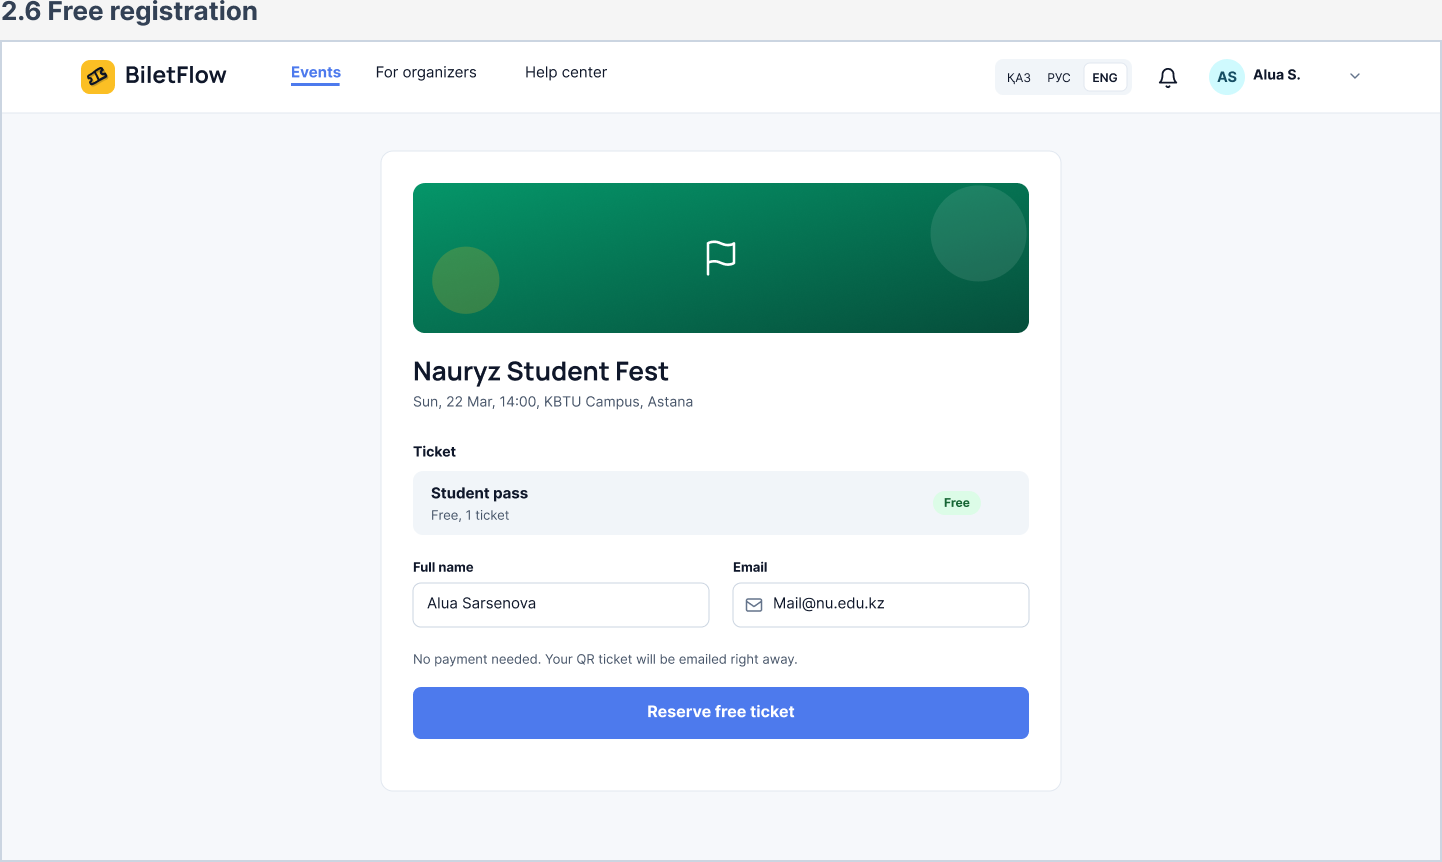 2.6 Free registration
BiletFlow
Events
For organizers
Help center
ҚАЗ
РУС
ENG
AS
Alua S.
Nauryz Student Fest
Sun, 22 Mar, 14:00, KBTU Campus, Astana
Ticket
Student pass
Free, 1 ticket
Free
Full name
Email
Alua Sarsenova
Mail@nu.edu.kz
No payment needed. Your QR ticket will be emailed right away.
Reserve free ticket